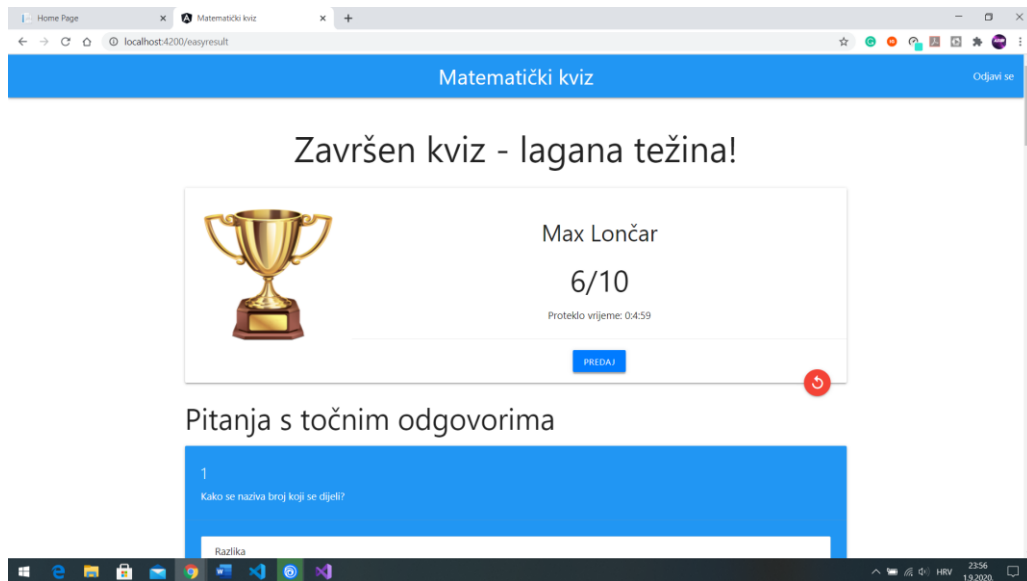 Home Page
Matematički kviz
localhost:4200/easyresult
Matematički kviz
Odjavi se
Završen kviz - lagana težina!
Max Lončar
6/10
Proteklo vrijeme: 0:4:59
PREDAJ
Pitanja s točnim odgovorima
1
Kako se naziva broj koji se dijeli?
Razlika
HRV
23:56
1.9.2020.